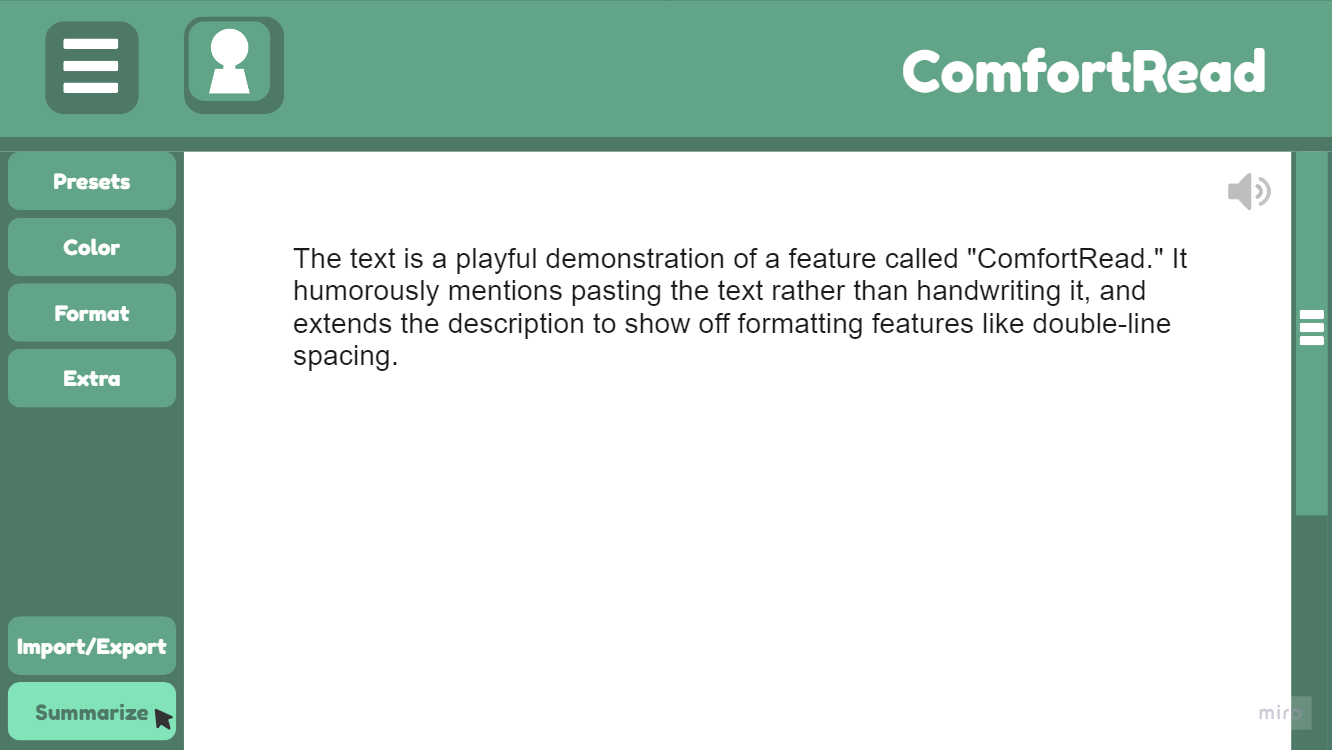 ComfortRead
Presets
Color
Format
Extra
The text is a playful demonstration of a feature called "ComfortRead." It
humorously mentions pasting the text rather than handwriting it, and
extends the description to show off formatting features like double-line
spacing.
Import/Export
Summarize
miro